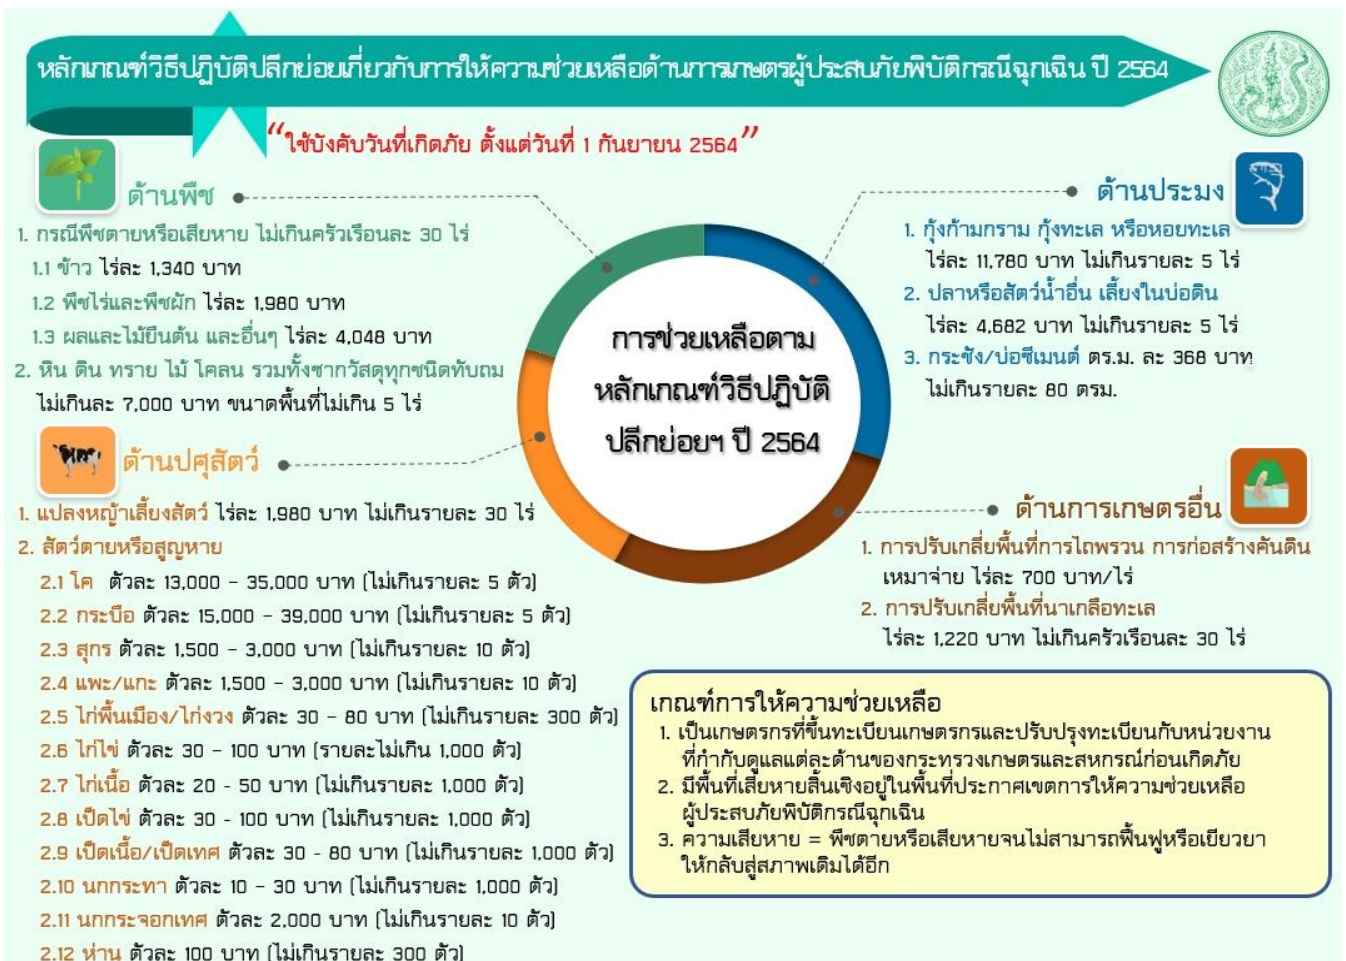 หลักเกณฑ์วิธีปฏิบัติปลีกย่อยเกี่ยวกับการให้ความช่วยเหลือด้านการเกษตรผู้ประสบภัยพิบัติกรณีฉุกเฉิน ปี 2564
“ใช้บังคับวันที่เกิดภัย ตั้งแต่วันที่ 1 กันยายน 2564”
ด้านพืช
1. กรณีพืชตายหรือเสียหาย ไม่เกินครัวเรือนละ 30 ไร่
1.1 ข้าว ไร่ละ 1,340 บาท
1.2 พืชไร่และพืชผัก ไร่ละ 1,980 บาท
1.3 ผลและไม้ยืนต้น และอื่นๆ ไร่ละ 4,048 บาท
2. หิน ดิน ทราย ไม้ โคลน รวมทั้งซากวัสดุทุกชนิดทับถม
ไม่เกินละ 7,000 บาท ขนาดพื้นที่ไม่เกิน 5 ไร่
ด้านปศุสัตว์
1. แปลงหญ้าเลี้ยงสัตว์ ไร่ละ 1,980 บาท ไม่เกินรายละ 30 ไร่
2. สัตว์ตายหรือสูญหาย
2.1 โค ตัวละ 13,000 – 35,000 บาท (ไม่เกินรายละ 5 ตัว)
2.2 กระบือ ตัวละ 15,000 – 39,000 บาท (ไม่เกินรายละ 5 ตัว)
2.3 สุกร ตัวละ 1,500 – 3,000 บาท (ไม่เกินรายละ 10 ตัว)
2.4 แพะ/แกะ ตัวละ 1,500 – 3,000 บาท (ไม่เกินรายละ 10 ตัว)
2.5 ไก่พื้นเมือง/ไก่งวง ตัวละ 30 – 80 บาท (ไม่เกินรายละ 300 ตัว)
2.6 ไก่ไข่ ตัวละ 30 – 100 บาท (รายละไม่เกิน 1,000 ตัว)
2.7 ไก่เนื้อ ตัวละ 20 - 50 บาท (ไม่เกินรายละ 1,000 ตัว)
2.8 เป็ดไข่ ตัวละ 30 - 100 บาท (ไม่เกินรายละ 1,000 ตัว)
2.9 เป็ดเนื้อ/เป็ดเทศ ตัวละ 30 - 80 บาท (ไม่เกินรายละ 1,000 ตัว)
2.10 นกกระทา ตัวละ 10 – 30 บาท (ไม่เกินรายละ 1,000 ตัว)
2.11 นกกระจอกเทศ ตัวละ 2,000 บาท (ไม่เกินรายละ 10 ตัว)
2.12 ห่าน ตัวละ 100 บาท (ไม่เกินรายละ 300 ตัว)
การช่วยเหลือตาม
หลักเกณฑ์วิธีปฏิบัติ
ปลีกย่อยฯ ปี 2564
ด้านประมง
1. กุ้งก้ามกราม กุ้งทะเล หรือหอยทะเล
ไร่ละ 11,780 บาท ไม่เกินรายละ 5 ไร่
2. ปลาหรือสัตว์น้ำอื่น เลี้ยงในบ่อดิน
ไร่ละ 4,682 บาท ไม่เกินรายละ 5 ไร่
3. กระชัง/บ่อซีเมนต์ ตร.ม. ละ 368 บาท
ไม่เกินรายละ 80 ตรม.
ด้านการเกษตรอื่น
1. การปรับเกลี่ยพื้นที่การไถพรวน การก่อสร้างคันดิน
เหมาจ่าย ไร่ละ 700 บาท/ไร่
2. การปรับเกลี่ยพื้นที่นาเกลือทะเล
ไร่ละ 1,220 บาท ไม่เกินครัวเรือนละ 30 ไร่
เกณฑ์การให้ความช่วยเหลือ
1. เป็นเกษตรกรที่ขึ้นทะเบียนเกษตรกรและปรับปรุงทะเบียนกับหน่วยงาน
ที่กำกับดูแลแต่ละด้านของกระทรวงเกษตรและสหกรณ์ก่อนเกิดภัย
2. มีพื้นที่เสียหายสิ้นเชิงอยู่ในพื้นที่ประกาศเขตการให้ความช่วยเหลือ
ผู้ประสบภัยพิบัติกรณีฉุกเฉิน
3. ความเสียหาย = พืชตายหรือเสียหายจนไม่สามารถฟื้นฟูหรือเยียวยา
ให้กลับสู่สภาพเดิมได้อีก